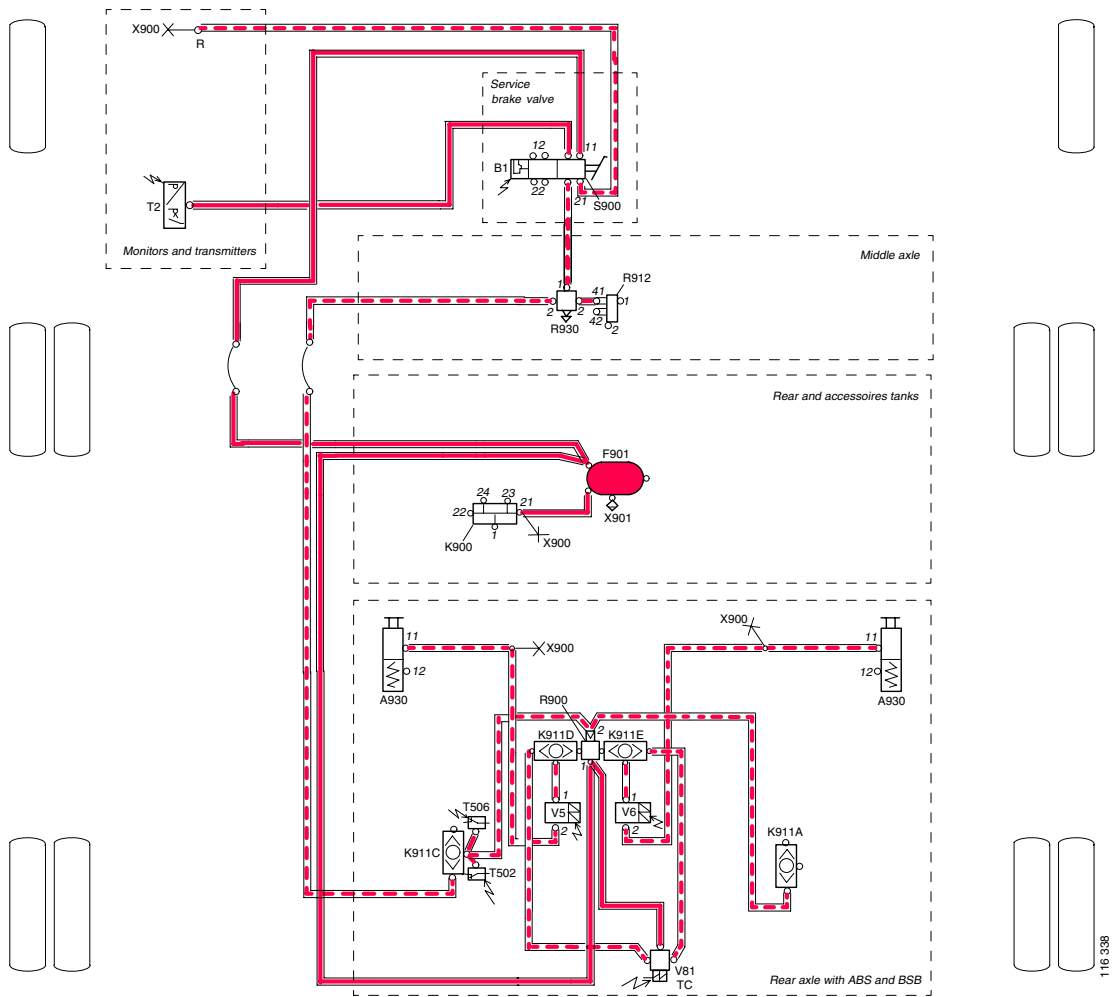 X900
R
Service
brake valve
12
11
B1
22
21
S900
T2
P
P
Monitors and transmitters
Middle axle
1
41
R912
1
2
2
42
2
R930
Rear and accessoires tanks
F901
24
23
21
22
1
X901
K900
X900
X900
11
11
X900
12
12
A930
A930
R900
2
K911D
K911E
1
T506
1
1
V5
V6
2
2
K911A
K911C
T502
V81
TC
Rear axle with ABS and BSB
116 338